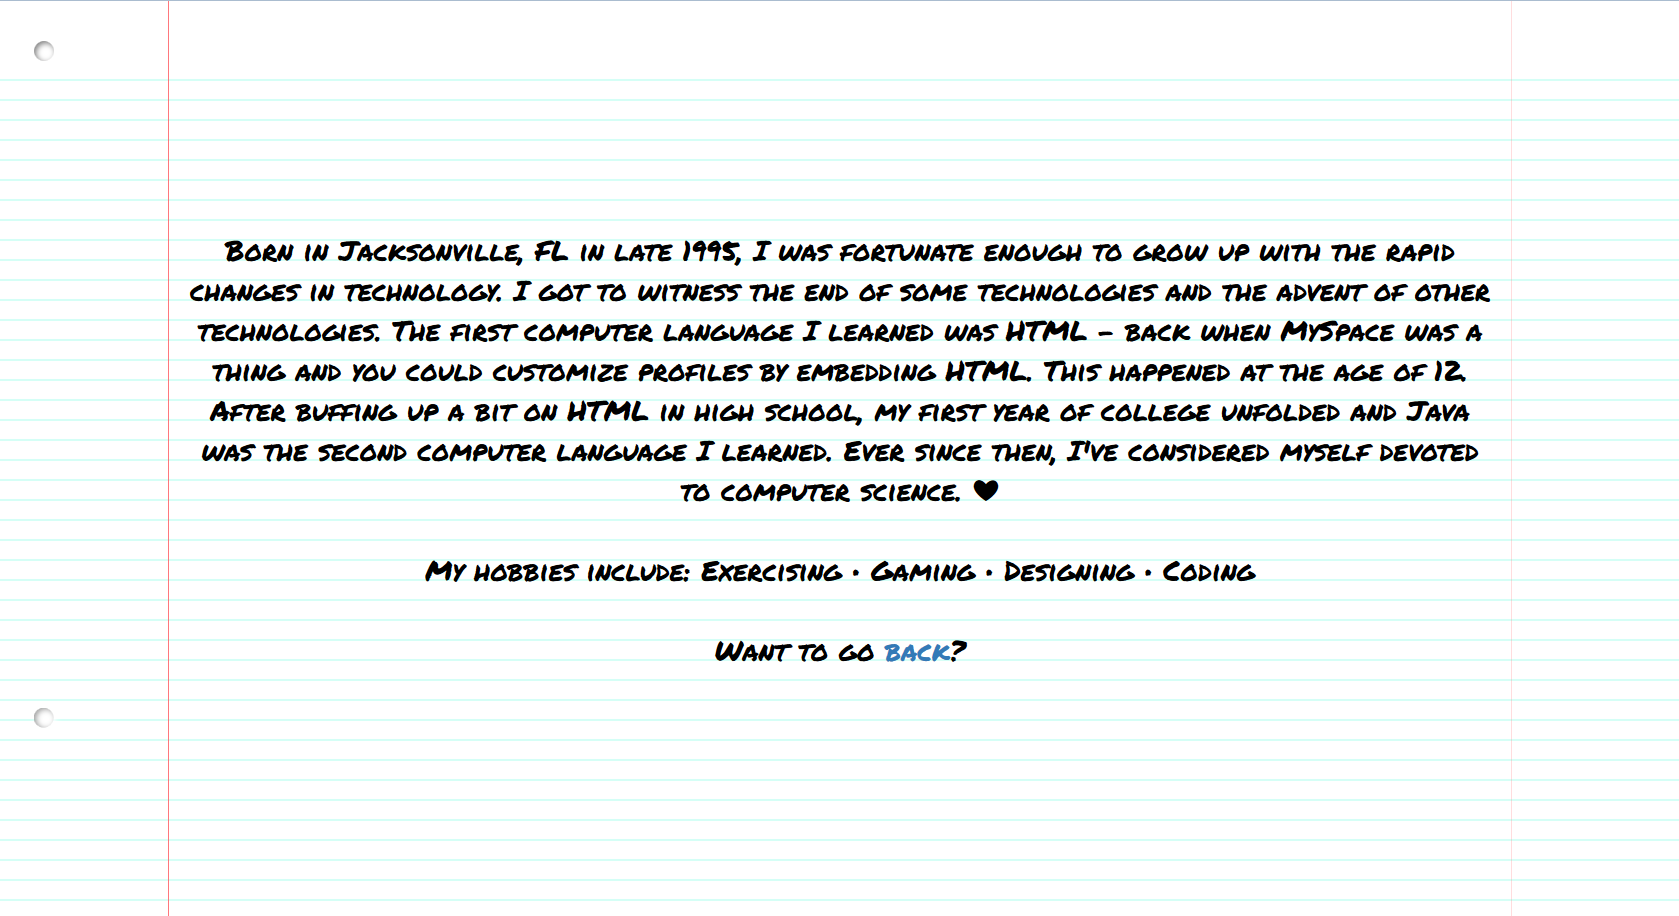 Born in Jacksonville, FL in late 1995, I was fortunate enough to grow up with the rapid
changes in technology. I got to witness the end of some technologies and the advent of other
technologies. The first computer language I learned was HTML - back when MySpace was a
thing and you could customize profiles by embedding HTML. This happened at the age of 12.
After buffing up a bit on HTML in high school, my first year of college unfolded and Java
was the second computer language I learned. Ever since then, I've considered myself devoted
to computer science. ♥
My hobbies include: Exercising · Gaming · Designing · Coding
Want to go back?